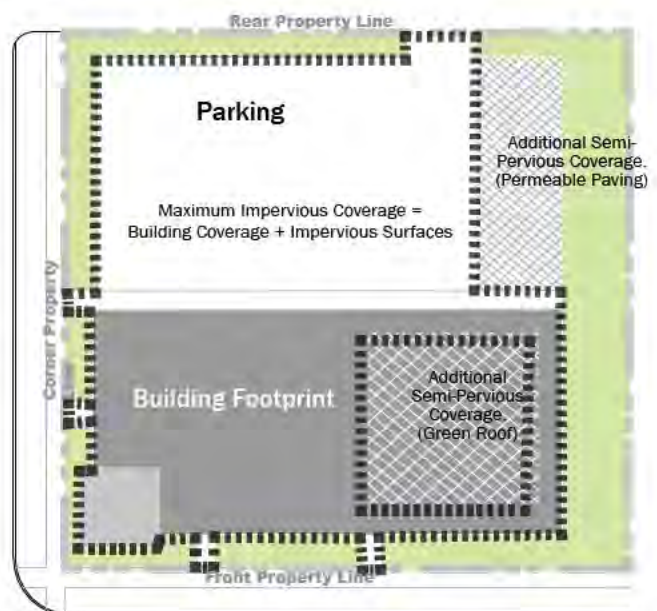 Rear Property Line
Parking
Additional Semi-
Pervious Coverage.
(Permeable Paving)
Maximum Impervious Coverage =
Building Coverage + Impervious Surfaces
Corner Property
Building Footprint
Additional
Semi-Pervious
Coverage.
(Green Roof)
Front Property Line